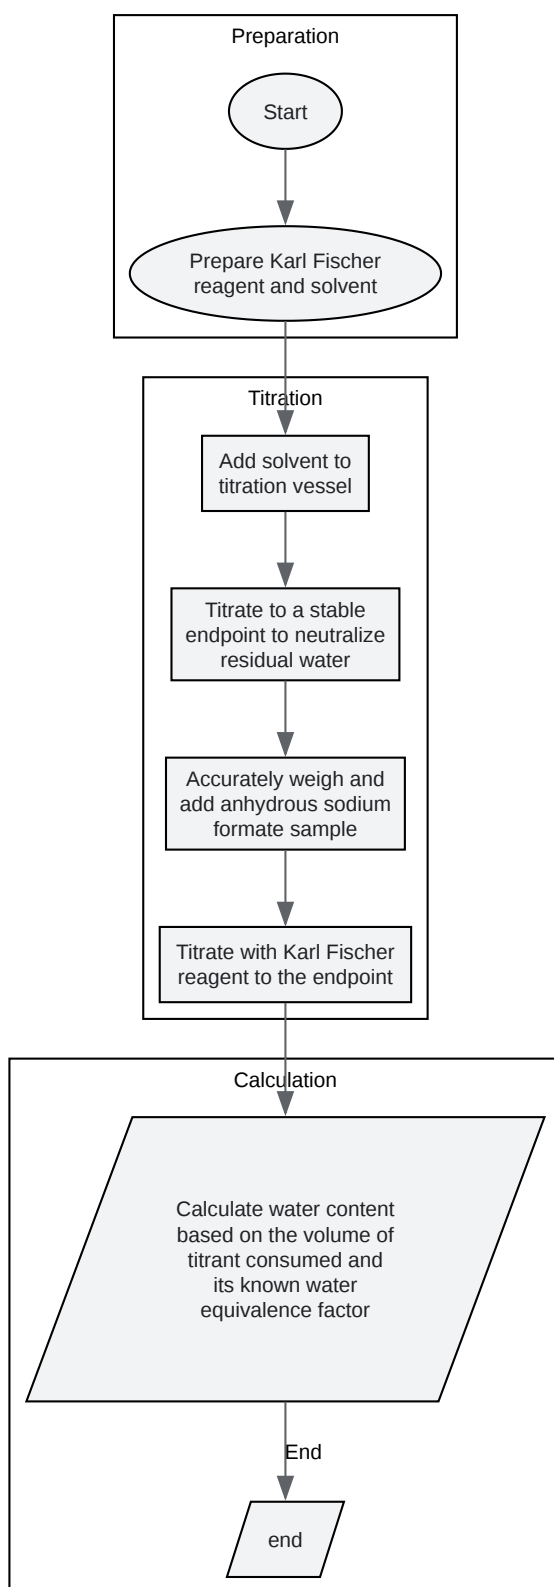 Preparation
Start
Prepare Karl Fischer
reagent and solvent
Titration
Add solvent to
titration vessel
Titrate to a stable
endpoint to neutralize
residual water
Accurately weigh and
add anhydrous sodium
formate sample
Titrate with Karl Fischer
reagent to the endpoint
Calculation
Calculate water content
based on the volume of
titrant consumed and
its known water
equivalence factor
End
end